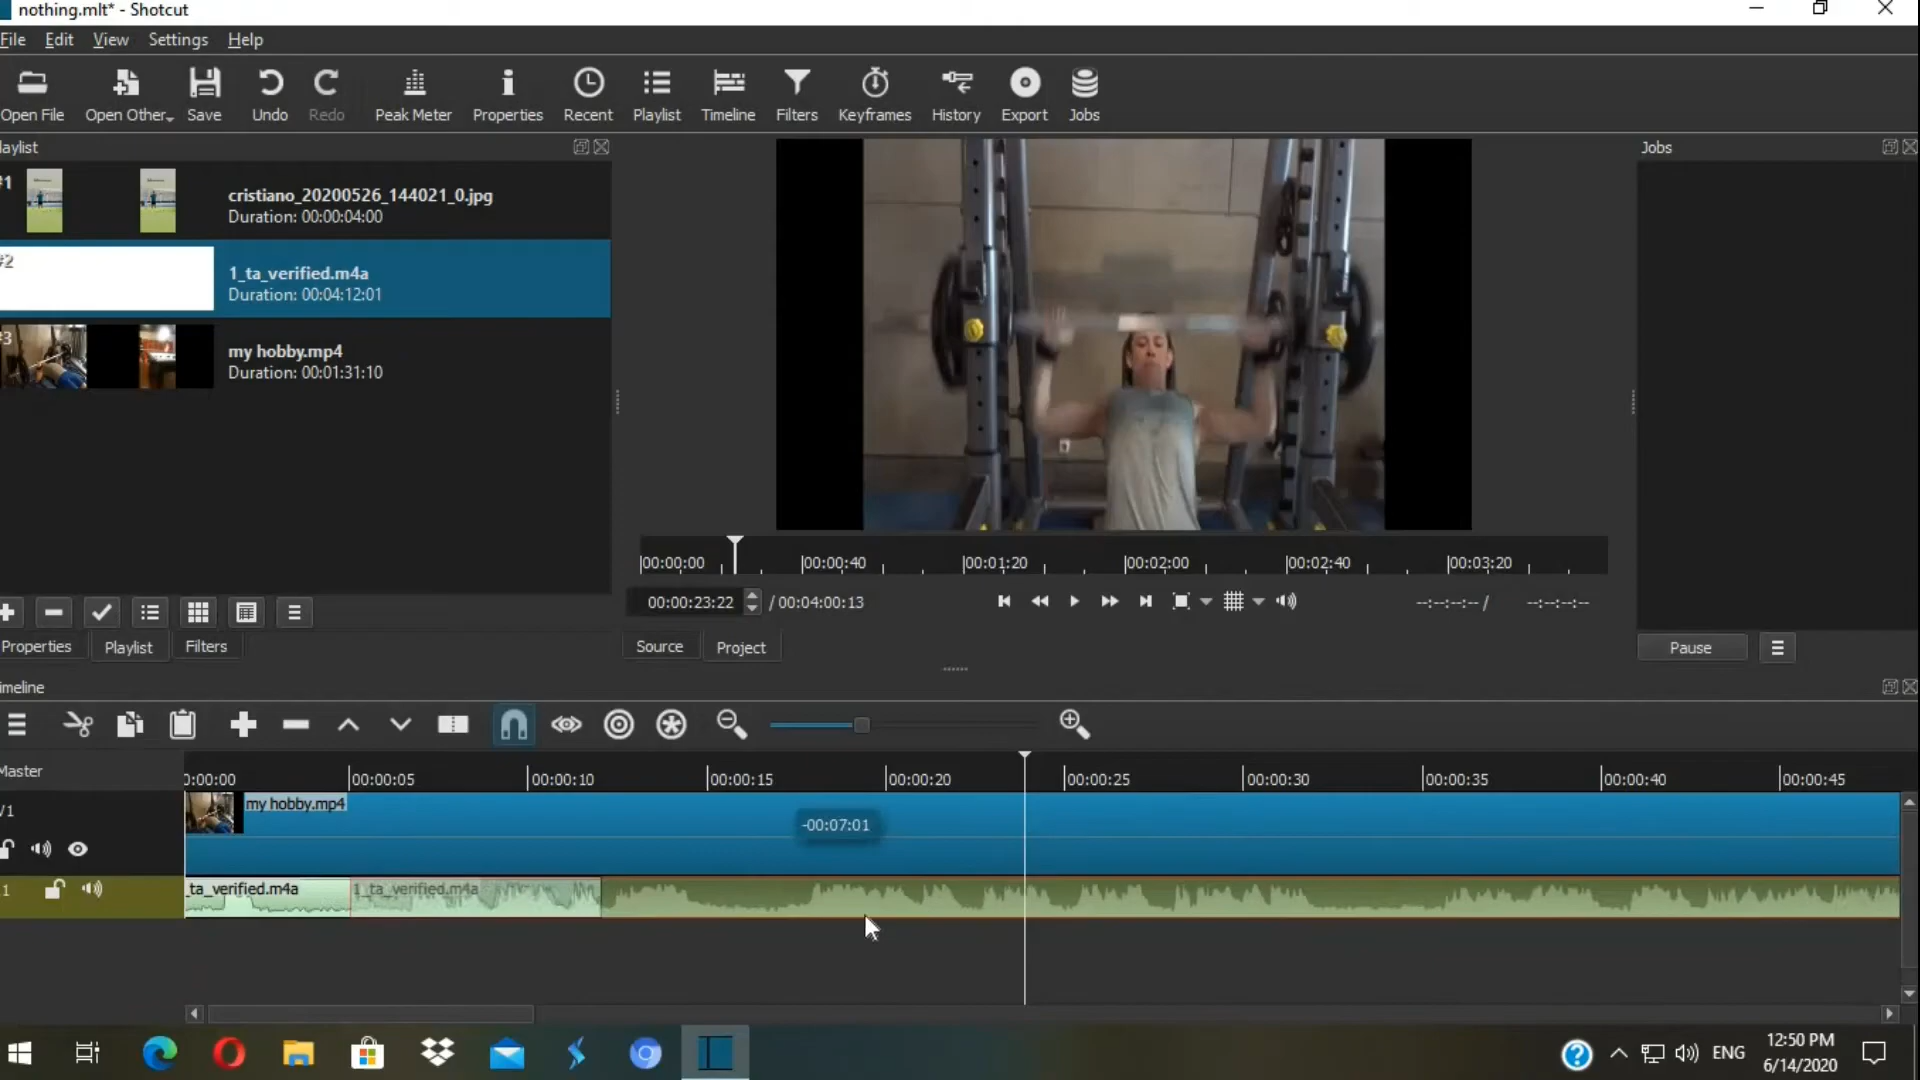 nothing.mlt* - Shotcut
File Edit View Settings Help
Open File Open Other... Save Undo Redo Peak Meter Properties Recent Playlist Timeline Filters Keyframes History Export Jobs
laylist
Jobs
#1
cristiano_20200526_144021_0.jpg
Duration: 00:00:04:00
#2
1_ta_verified.m4a
Duration: 00:04:12:01
#3
my hobby.mp4
Duration: 00:01:31:10
00:00:00 00:00:40 00:01:20 00:02:00 00:02:40 00:03:20
00:00:23:22 / 00:04:00:13 --:--:--:-- / --:--:--:--
Properties Playlist Filters
Source Project
Pause
imeline
Master
0:00:00 00:00:05 00:00:10 00:00:15 00:00:20 00:00:25 00:00:30 00:00:35 00:00:40 00:00:45
V1
my hobby.mp4
-00:07:01
1
_ta_verified.m4a 1_ta_verified.m4a
ENG
12:50 PM
6/14/2020